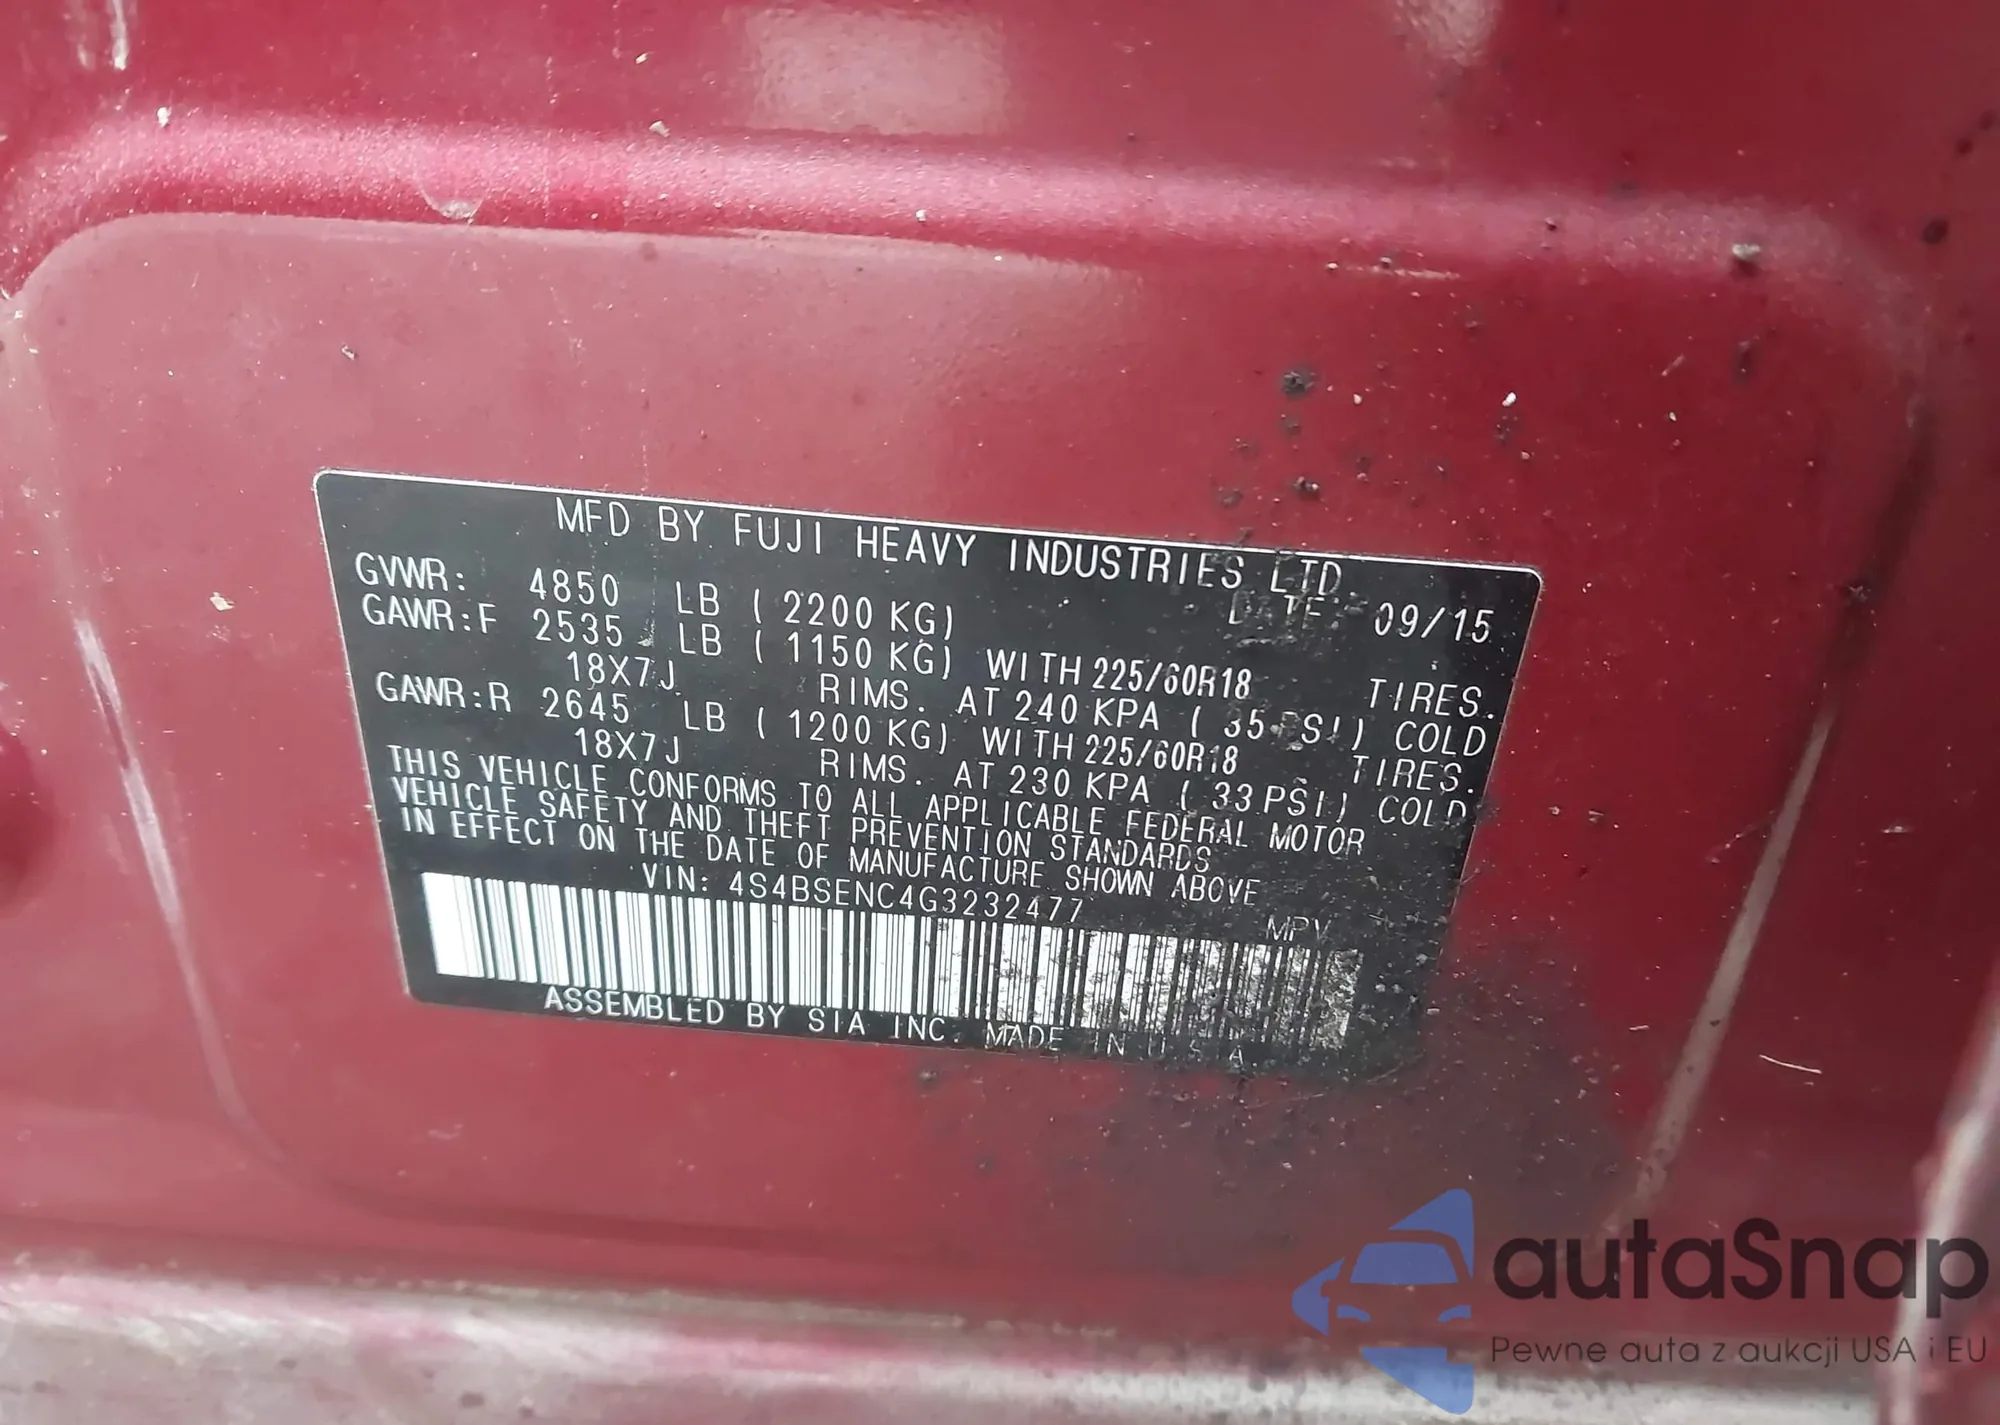 MFD BY FUJI HEAVY INDUSTRIES LTD.
GVWR: 4850 LB ( 2200 KG) DATE: 09/15
GAWR:F 2535 LB ( 1150 KG) WITH 225/60R18 TIRES.
18X7J RIMS. AT 240 KPA ( 35 PSI) COLD
GAWR:R 2645 LB ( 1200 KG) WITH 225/60R18 TIRES.
18X7J RIMS. AT 230 KPA ( 33 PSI) COLD
THIS VEHICLE CONFORMS TO ALL APPLICABLE FEDERAL MOTOR
VEHICLE SAFETY AND THEFT PREVENTION STANDARDS
IN EFFECT ON THE DATE OF MANUFACTURE SHOWN ABOVE
VIN: 4S4BSENC4G3232477 MPV
ASSEMBLED BY SIA INC. MADE IN U.S.A
autaSnap
Pewne auta z aukcji USA i EU